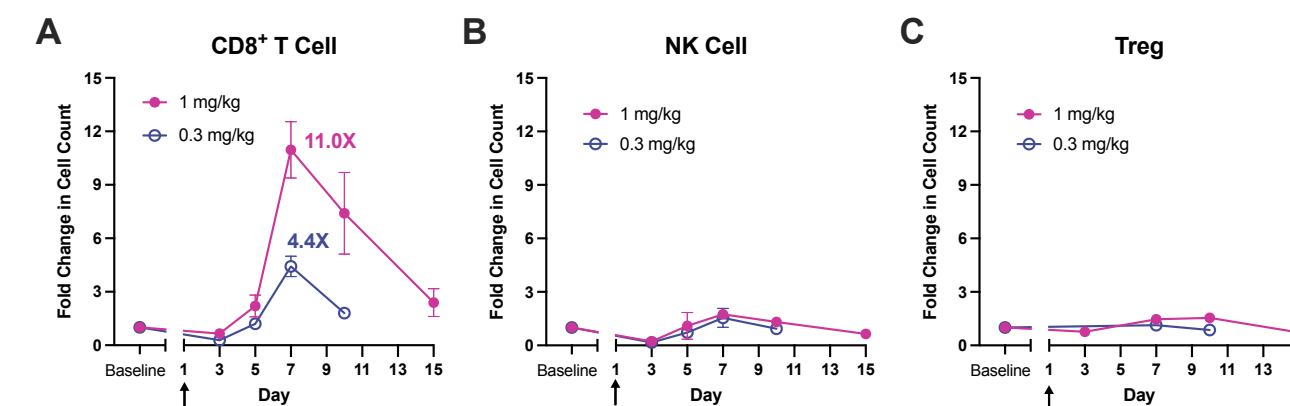 A
CD8+ T Cell
Fold Change in Cell Count
15
12
9
6
3
0
1 mg/kg
0.3 mg/kg
11.0X
4.4X
Baseline 1 3 5 7 9 11 13 15
Day
B
NK Cell
Fold Change in Cell Count
15
12
9
6
3
0
1 mg/kg
0.3 mg/kg
Baseline 1 3 5 7 9 11 13 15
Day
C
Treg
Fold Change in Cell Count
15
12
9
6
3
0
1 mg/kg
0.3 mg/kg
Baseline 1 3 5 7 9 11 13
Day